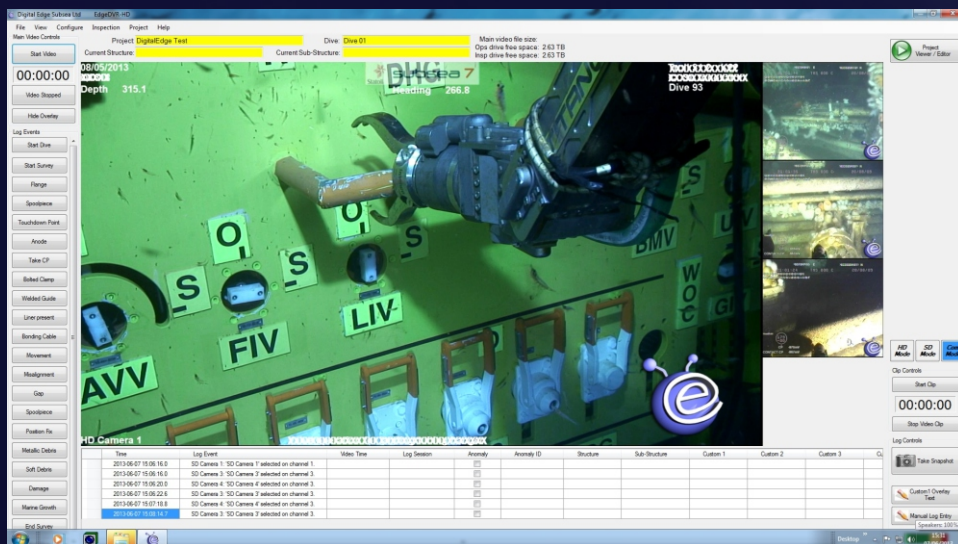 Digital Edge Subsea Ltd EdgeDVR-HD
File View Configure Inspection Project Help
Main Video Controls
Start Video
00:00:00
Video Stopped
Hide Overlay
Log Events
Start Dive
Start Survey
Flange
Spoolpiece
Touchdown Point
Anode
Take CP
Bolted Clamp
Welded Guide
Liner present
Bonding Cable
Movement
Misalignment
Gap
Spoolpiece
Position Fix
Metallic Debris
Soft Debris
Damage
Marine Growth
End Survey
Project DigitalEdge Test Dive: Dive 01
Current Structure: Current Sub-Structure:
Main video file size:
Ops drive free space: 2.63 TB
Insp drive free space: 2.63 TB
08/05/2013
Depth 315.1
subsea 7
Heading 266.8
Dive 93
O
S
S
O
S
S
AVV
FIV
LIV
BMV
WOC
e
HD Camera 1
Time Log Event Video Time Log Session Anomaly Anomaly ID Structure Sub-Structure Custom 1 Custom 2 Custom 3
2013-06-07 15:06:16.0 SD Camera 1: 'SD Camera 1' selected on channel 1.
2013-06-07 15:06:16.0 SD Camera 3: 'SD Camera 3' selected on channel 3.
2013-06-07 15:06:20.0 SD Camera 4: 'SD Camera 4' selected on channel 3.
2013-06-07 15:06:22.6 SD Camera 3: 'SD Camera 3' selected on channel 3.
2013-06-07 15:07:18.8 SD Camera 4: 'SD Camera 4' selected on channel 3.
2013-06-07 15:08:14.7 SD Camera 3: 'SD Camera 3' selected on channel 3.
Project
Viewer / Editor
HD
Mode
SD
Mode
Clip Controls
Start Clip
00:00:00
Stop Video Clip
Log Controls
Take Snapshot
Custom1 Overlay
Test
Manual Log Entry
Speakers: 100%
Desktop
15:31